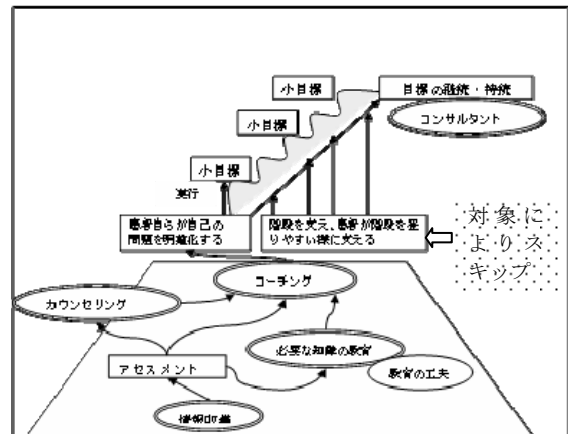 小目標
目標の継続・持続
コンサルタント
小目標
小目標
実行
患者自らが自己の
問題を明確化する
階段を支え、患者が階段を登
りやすい様に支える
対象に
よりス
キップ
コーチング
カウンセリング
必要な知識の教育
アセスメント
教育の工夫
情報収集